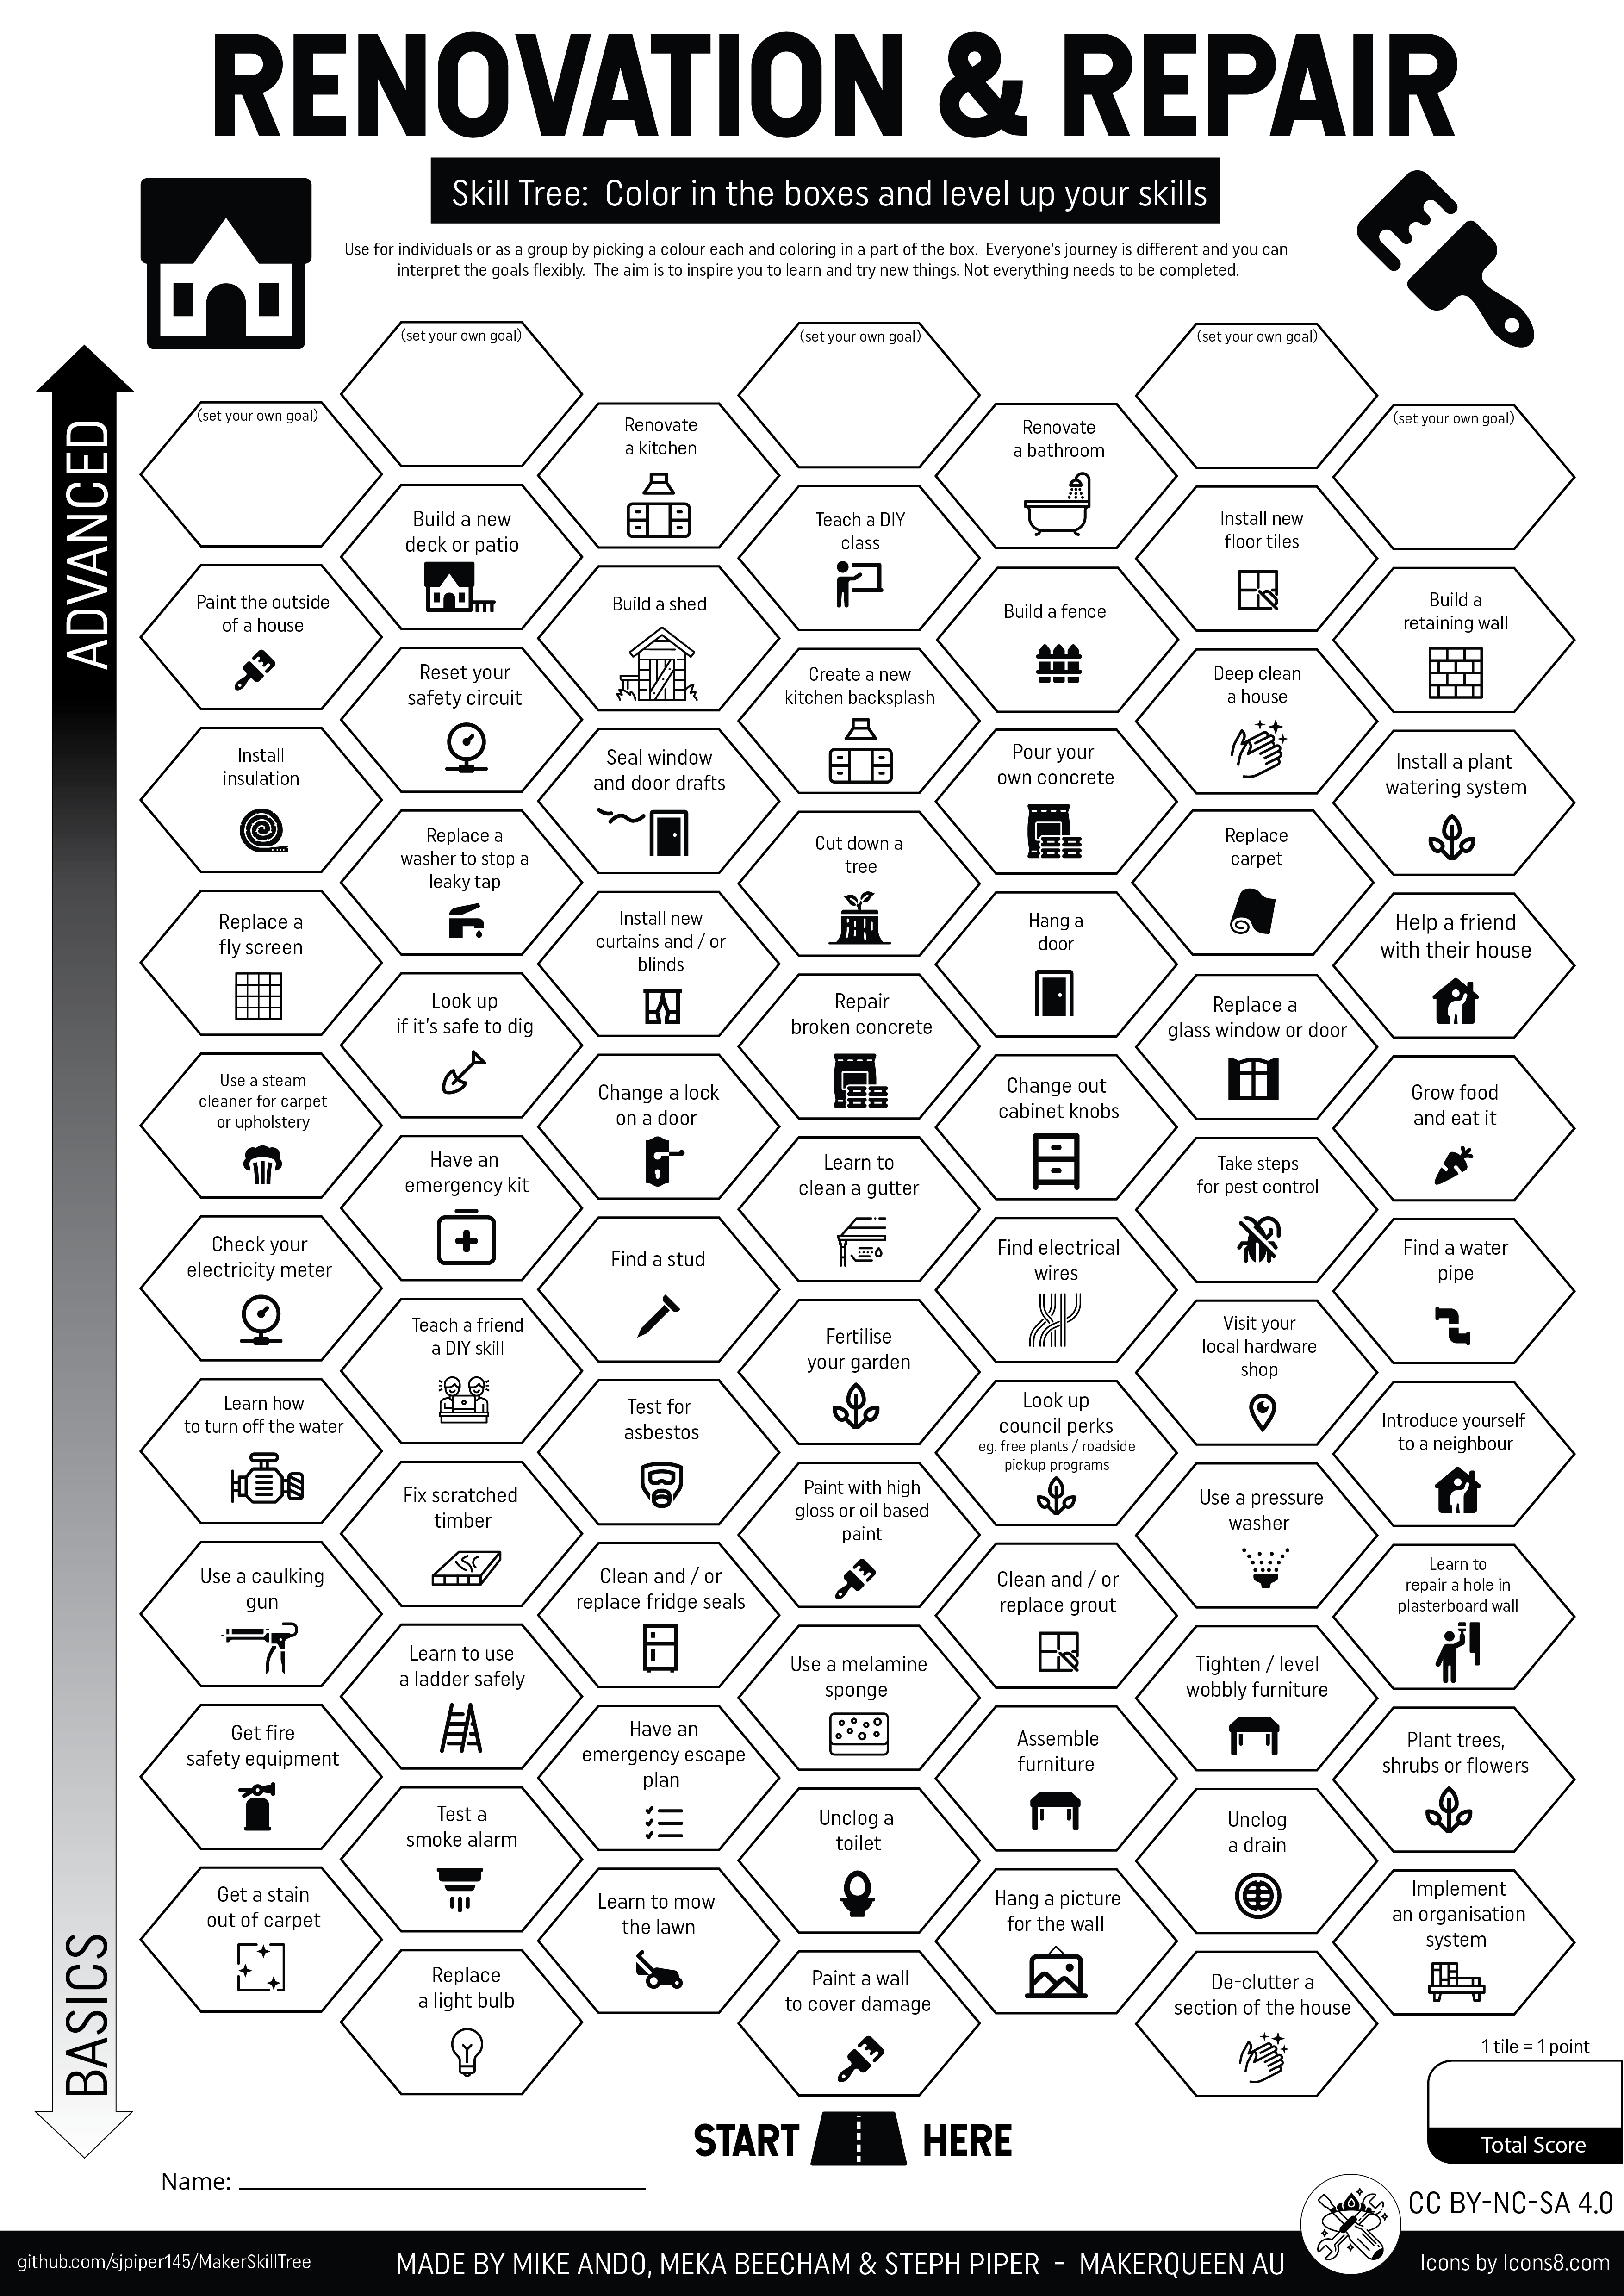 RENOVATION & REPAIR
Skill Tree: Color in the boxes and level up your skills
Use for individuals or as a group by picking a colour each and coloring in a part of the box. Everyone's journey is different and you can
interpret the goals flexibly. The aim is to inspire you to learn and try new things. Not everything needs to be completed.
ADVANCED
(set your own goal)
(set your own goal)
(set your own goal)
(set your own goal)
Renovate
a kitchen
Renovate
a bathroom
(set your own goal)
Build a new
deck or patio
Teach a DIY
class
Install new
floor tiles
Paint the outside
of a house
Build a shed
Build a fence
Build a
retaining wall
Reset your
safety circuit
Create a new
kitchen backsplash
Deep clean
a house
Install
insulation
Seal window
and door drafts
Pour your
own concrete
Install a plant
watering system
Replace a
washer to stop a
leaky tap
Cut down a
tree
Replace
carpet
Replace a
fly screen
Install new
curtains and / or
blinds
Hang a
door
Help a friend
with their house
Look up
if it's safe to dig
Repair
broken concrete
Replace a
glass window or door
Use a steam
cleaner for carpet
or upholstery
Change a lock
on a door
Change out
cabinet knobs
Grow food
and eat it
Have an
emergency kit
Learn to
clean a gutter
Take steps
for pest control
Check your
electricity meter
Find a stud
Find electrical
wires
Find a water
pipe
Teach a friend
a DIY skill
Fertilise
your garden
Visit your
local hardware
shop
Learn how
to turn off the water
Test for
asbestos
Look up
council perks
eg. free plants / roadside
pickup programs
Introduce yourself
to a neighbour
Fix scratched
timber
Paint with high
gloss or oil based
paint
Use a pressure
washer
Use a caulking
gun
Clean and / or
replace fridge seals
Clean and / or
replace grout
Learn to
repair a hole in
plasterboard wall
Learn to use
a ladder safely
Use a melamine
sponge
Tighten / level
wobbly furniture
Get fire
safety equipment
Have an
emergency escape
plan
Assemble
furniture
Plant trees,
shrubs or flowers
Test a
smoke alarm
Unclog a
toilet
Unclog
a drain
Get a stain
out of carpet
Learn to mow
the lawn
Hang a picture
for the wall
Implement
an organisation
system
Replace
a light bulb
Paint a wall
to cover damage
De-clutter a
section of the house
BASICS
1 tile = 1 point
Total Score
START HERE
Name:
CC BY-NC-SA 4.0
github.com/sjpiper145/MakerSkillTree
MADE BY MIKE ANDO, MEKA BEECHAM & STEPH PIPER - MAKERQUEEN AU
Icons by Icons8.com